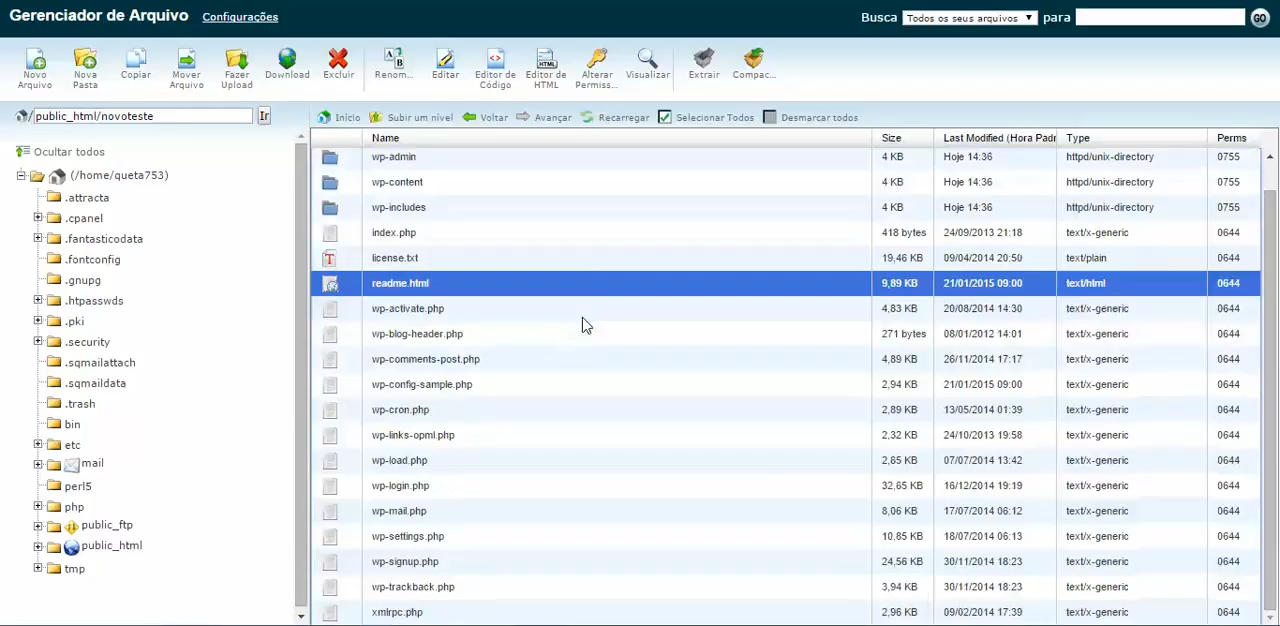 Gerenciador de Arquivo Configurações
Busca Todos os seus arquivos para GO
Novo Arquivo
Nova Pasta
Copiar
Mover Arquivo
Fazer Upload
Download
Excluir
Renom...
Editar
Editor de Código
Editor de HTML
Alterar Permiss...
Visualizar
Extrair
Compac...
/public_html/novoteste Ir
Início Subir um nível Voltar Avançar Recarregar Selecionar Todos Desmarcar todos
Ocultar todos
(/home/queta753)
.attracta
.cpanel
.fantasticodata
.fontconfig
.gnupg
.htpasswds
.pki
.security
.sqmailattach
.sqmaildata
.trash
bin
etc
mail
perl5
php
public_ftp
public_html
tmp
Name Size Last Modified (Hora Padr Type Perms
wp-admin 4 KB Hoje 14:36 httpd/unix-directory 0755
wp-content 4 KB Hoje 14:36 httpd/unix-directory 0755
wp-includes 4 KB Hoje 14:36 httpd/unix-directory 0755
index.php 418 bytes 24/09/2013 21:18 text/x-generic 0644
license.txt 19,46 KB 09/04/2014 20:50 text/plain 0644
readme.html 9,89 KB 21/01/2015 09:00 text/html 0644
wp-activate.php 4,83 KB 20/08/2014 14:30 text/x-generic 0644
wp-blog-header.php 271 bytes 08/01/2012 14:01 text/x-generic 0644
wp-comments-post.php 4,89 KB 26/11/2014 17:17 text/x-generic 0644
wp-config-sample.php 2,94 KB 21/01/2015 09:00 text/x-generic 0644
wp-cron.php 2,89 KB 13/05/2014 01:39 text/x-generic 0644
wp-links-opml.php 2,32 KB 24/10/2013 19:58 text/x-generic 0644
wp-load.php 2,65 KB 07/07/2014 13:42 text/x-generic 0644
wp-login.php 32,65 KB 16/12/2014 19:19 text/x-generic 0644
wp-mail.php 8,06 KB 17/07/2014 06:12 text/x-generic 0644
wp-settings.php 10,85 KB 18/07/2014 06:13 text/x-generic 0644
wp-signup.php 24,56 KB 30/11/2014 18:23 text/x-generic 0644
wp-trackback.php 3,94 KB 30/11/2014 18:23 text/x-generic 0644
xmlrpc.php 2,96 KB 09/02/2014 17:39 text/x-generic 0644